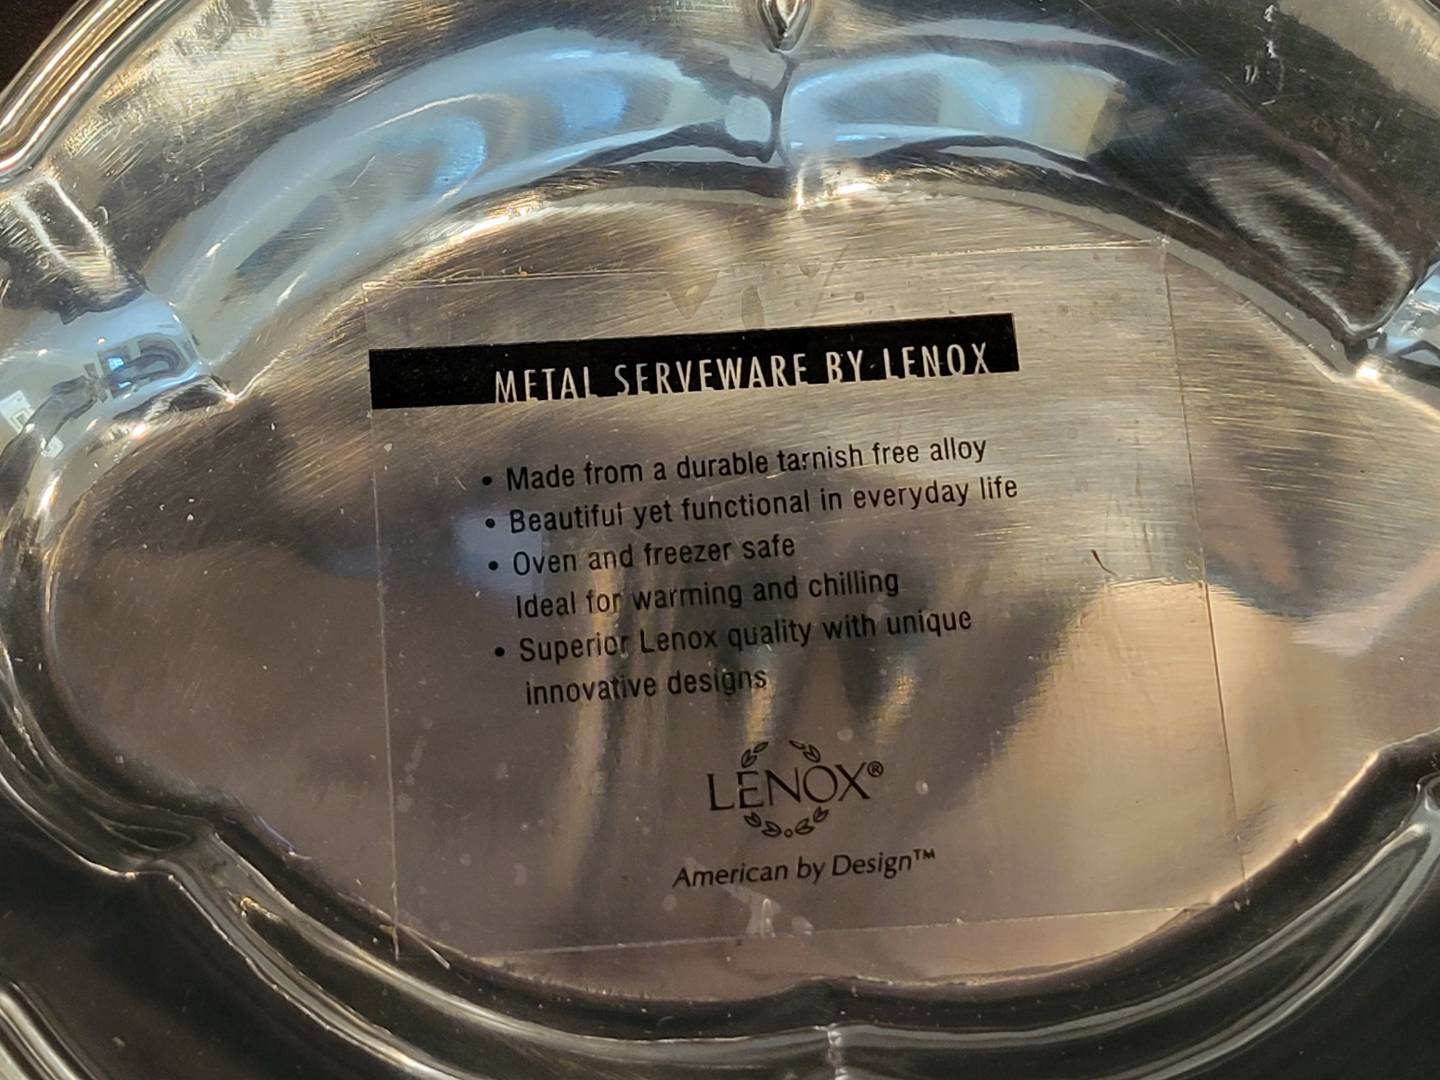 METAL SERVEWARE BY LENOX
• Made from a durable tarnish free alloy
• Beautiful yet functional in everyday life
• Oven and freezer safe
Ideal for warming and chilling
• Superior Lenox quality with unique
innovative designs
LENOX®
American by Design™